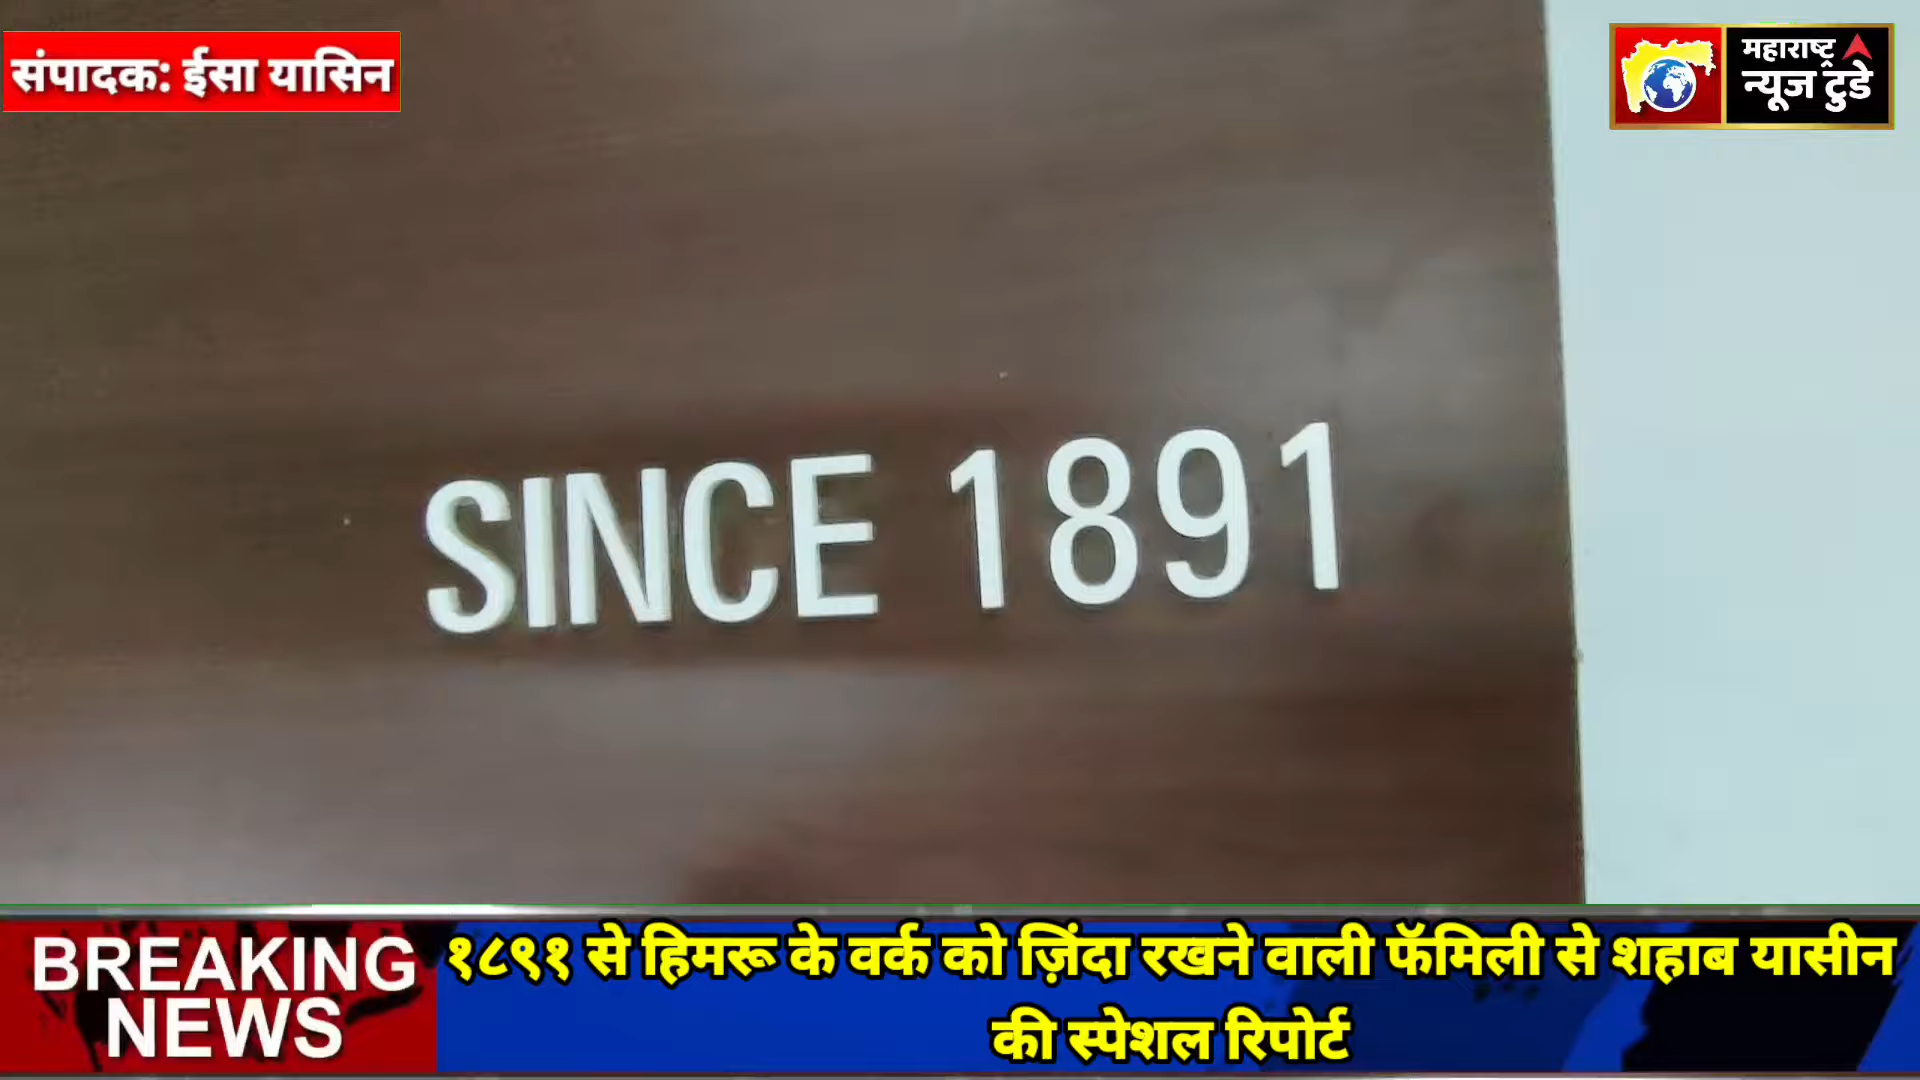 संपादक: ईसा यासिन
महाराष्ट्र
न्यूज टुडे
SINCE 1891
BREAKING
NEWS
१८९१ से हिमरू के वर्क को ज़िंदा रखने वाली फॅमिली से शहाब यासीन
की स्पेशल रिपोर्ट